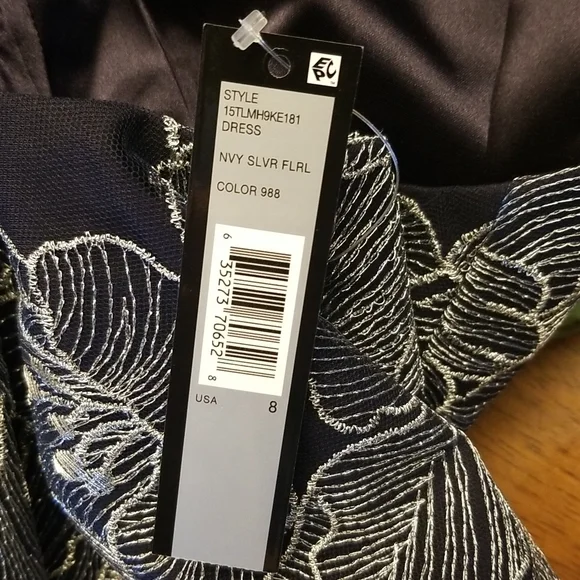 EPC
STYLE
15TLMH9KE181
DRESS
NVY SLVR FLRL
COLOR 988
6 35273 70652 8
USA 8